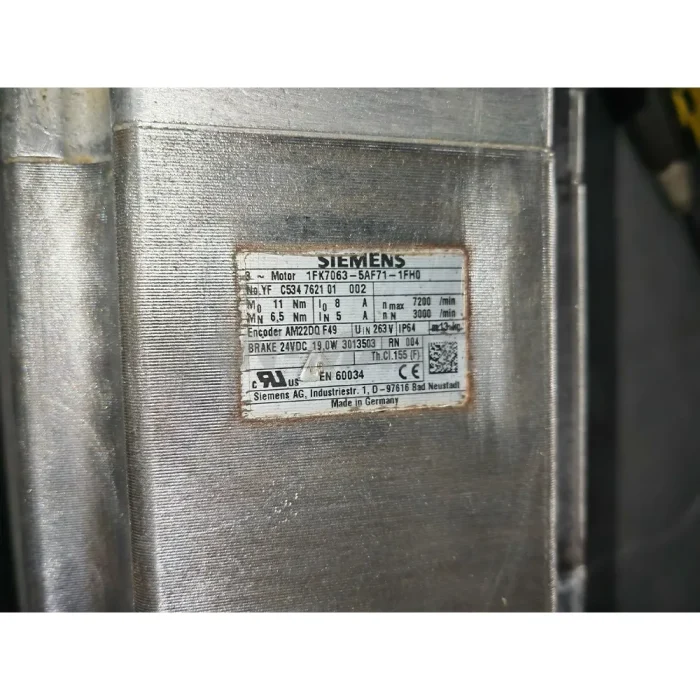 SIEMENS
3 ~ Motor 1FK7063-5AF71-1FH0
No.YF C534 7621 01 002
M0 11 Nm I0 8 A nmax 7200 /min
MN 6,5 Nm IN 5 A nN 3000 /min
Encoder AM22DQ F49 UIN 263 V IP64
BRAKE 24VDC 19,0W 3013503 RN 004
Th.Cl.155 (F)
c UR US EN 60034 CE
Siemens AG, Industriestr. 1, D-97616 Bad Neustadt
Made in Germany